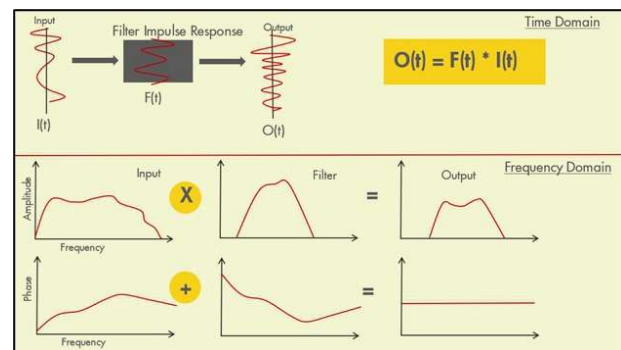 Input
Filter Impulse Response
Output
Time Domain
I(t)
F(t)
O(t)
O(t) = F(t) * I(t)
Frequency Domain
Amplitude
Input
X
Filter
=
Output
Frequency
Phase
+
=
Frequency